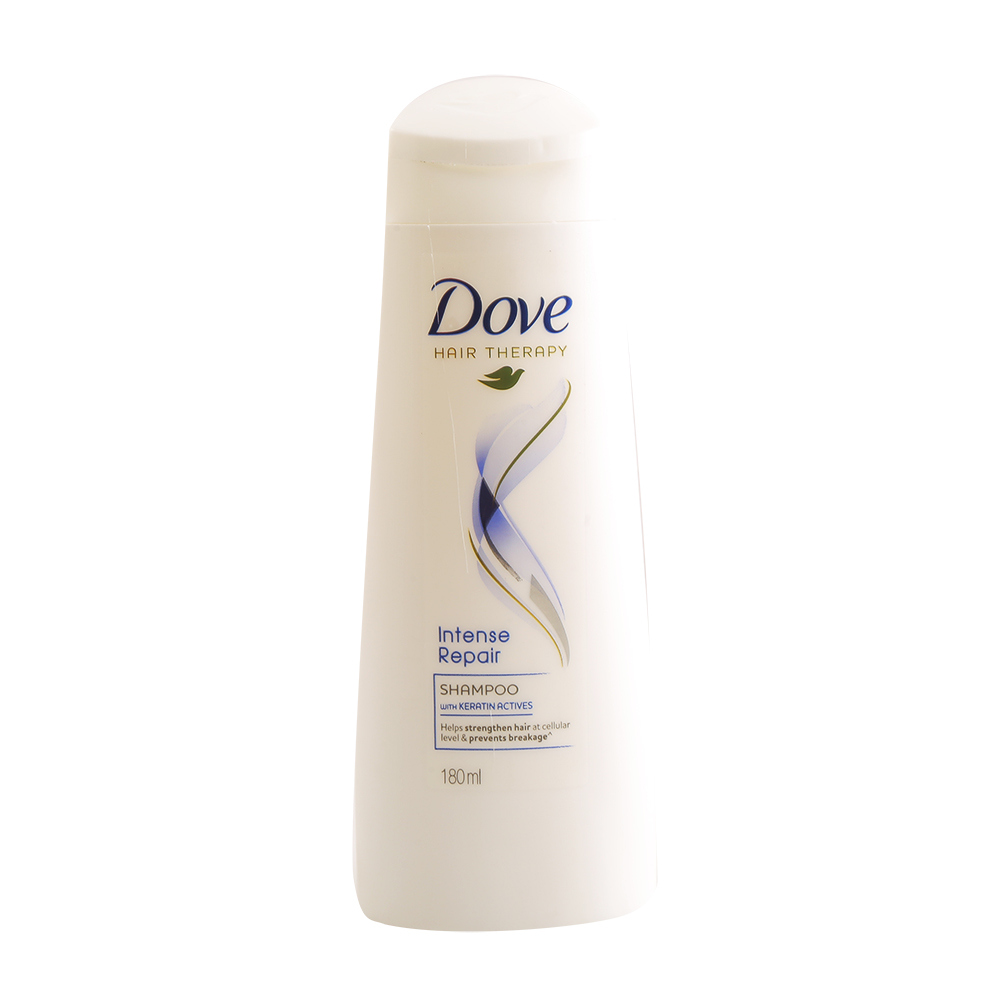 Dove
HAIR THERAPY
Intense
Repair
SHAMPOO
WITH KERATIN ACTIVES
Helps strengthen hair at cellular
level & prevents breakage^
180ml